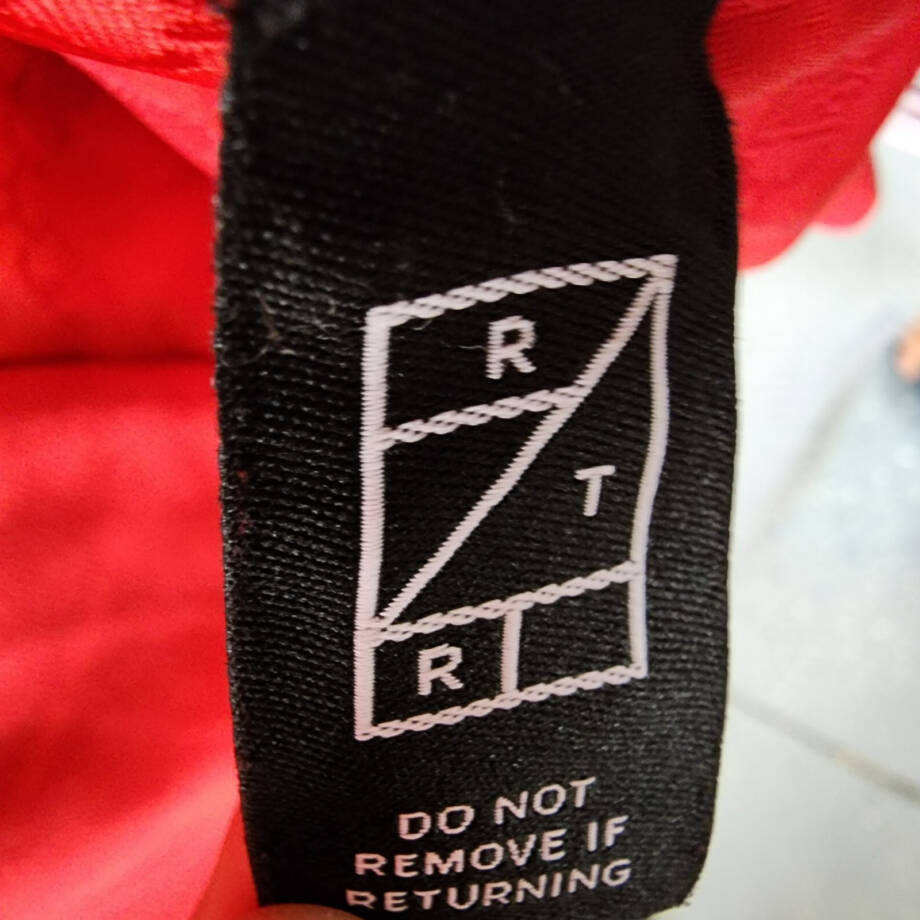 R
T
R
DO NOT
REMOVE IF
RETURNING